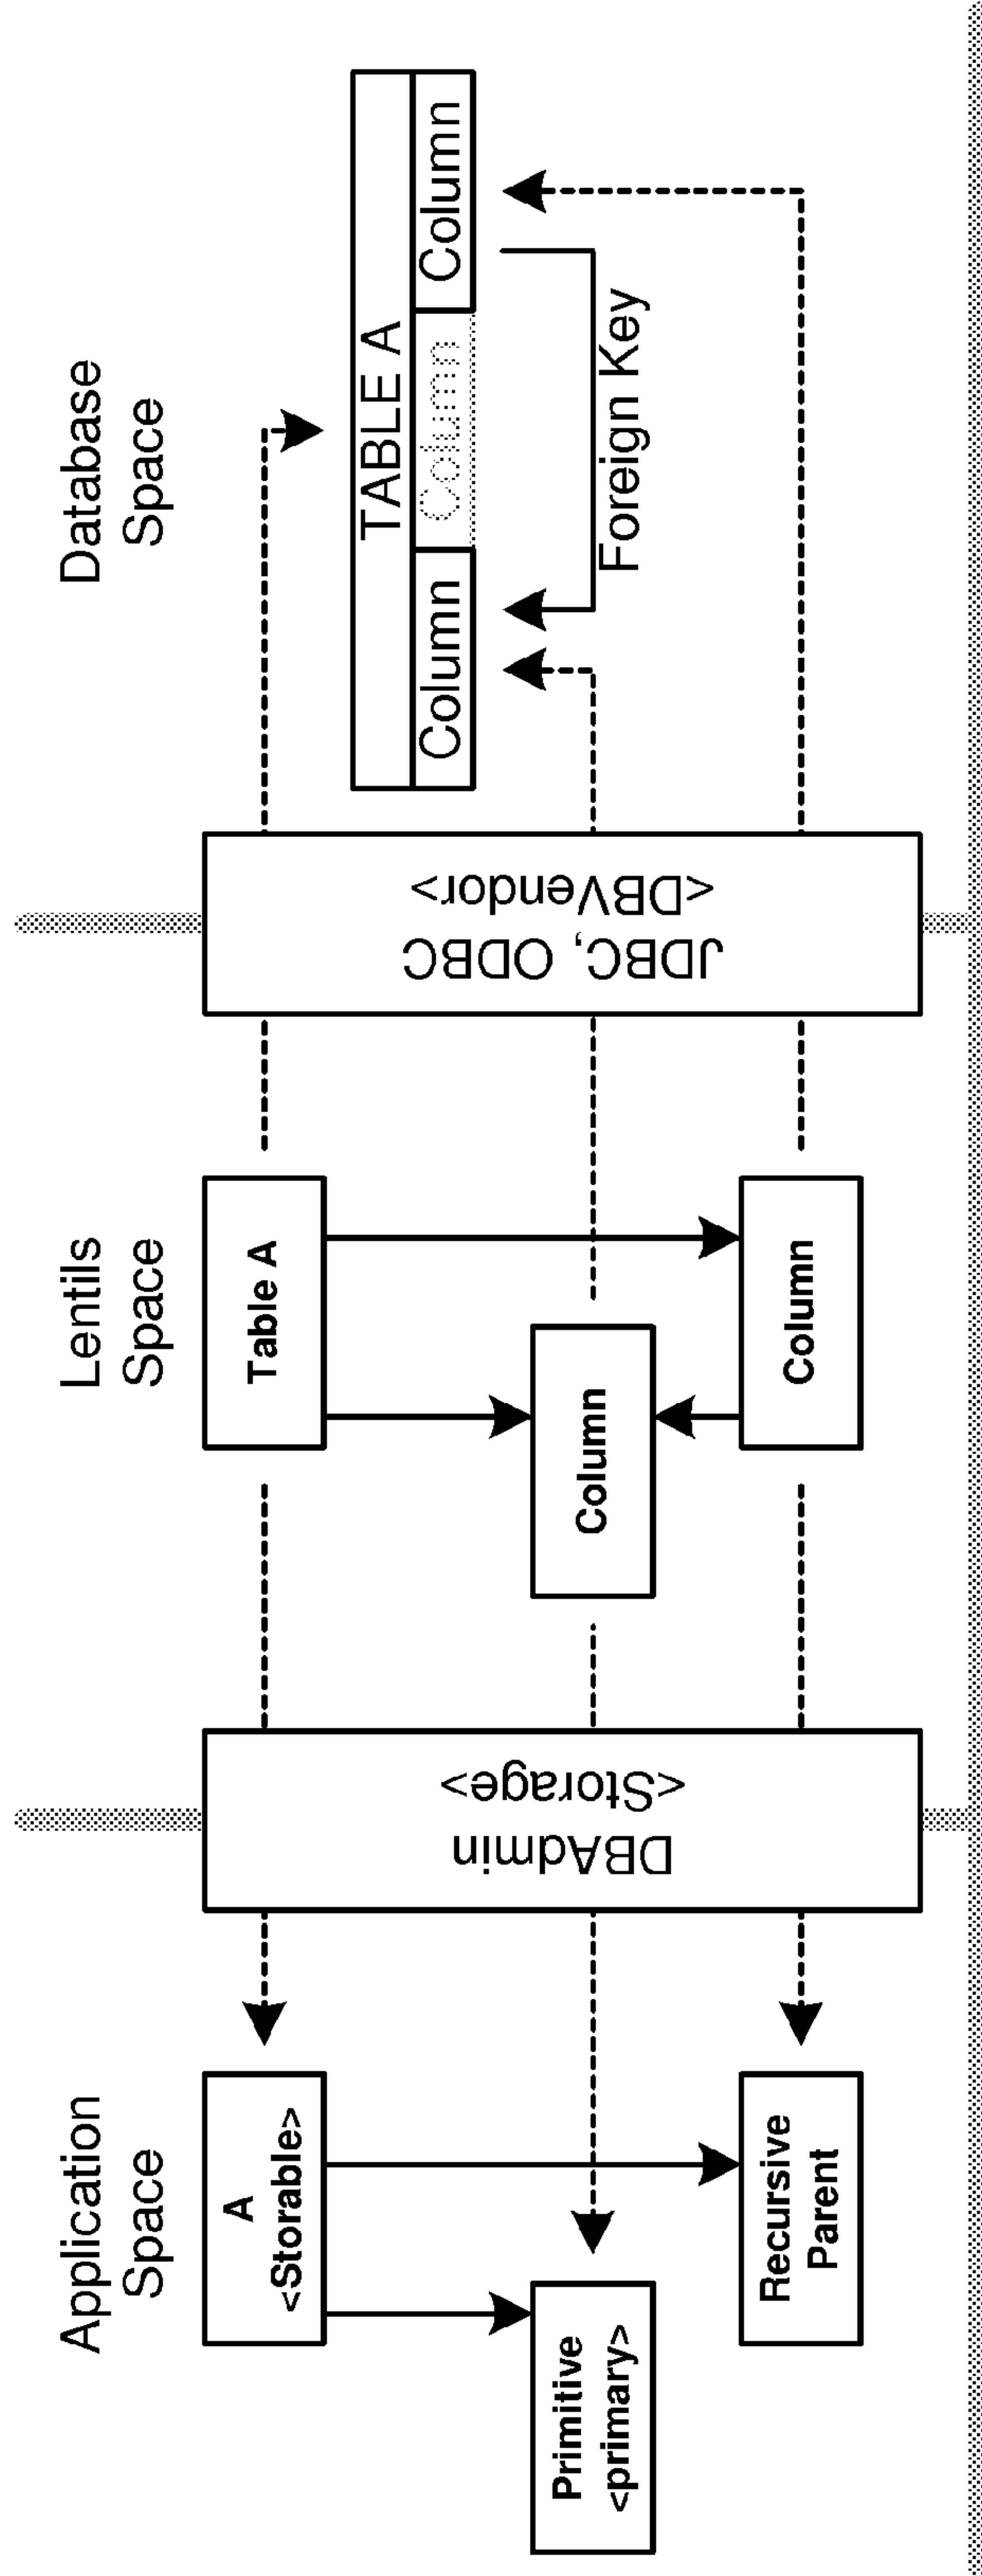 Application
Space
Lentils
Space
Database
Space
A
<Storable>
Primitive
<primary>
Recursive
Parent
DBAdmin
<Storage>
Table A
Column
Column
JDBC, ODBC
<DBVendor>
TABLE A
Column
Column
Column
Foreign Key